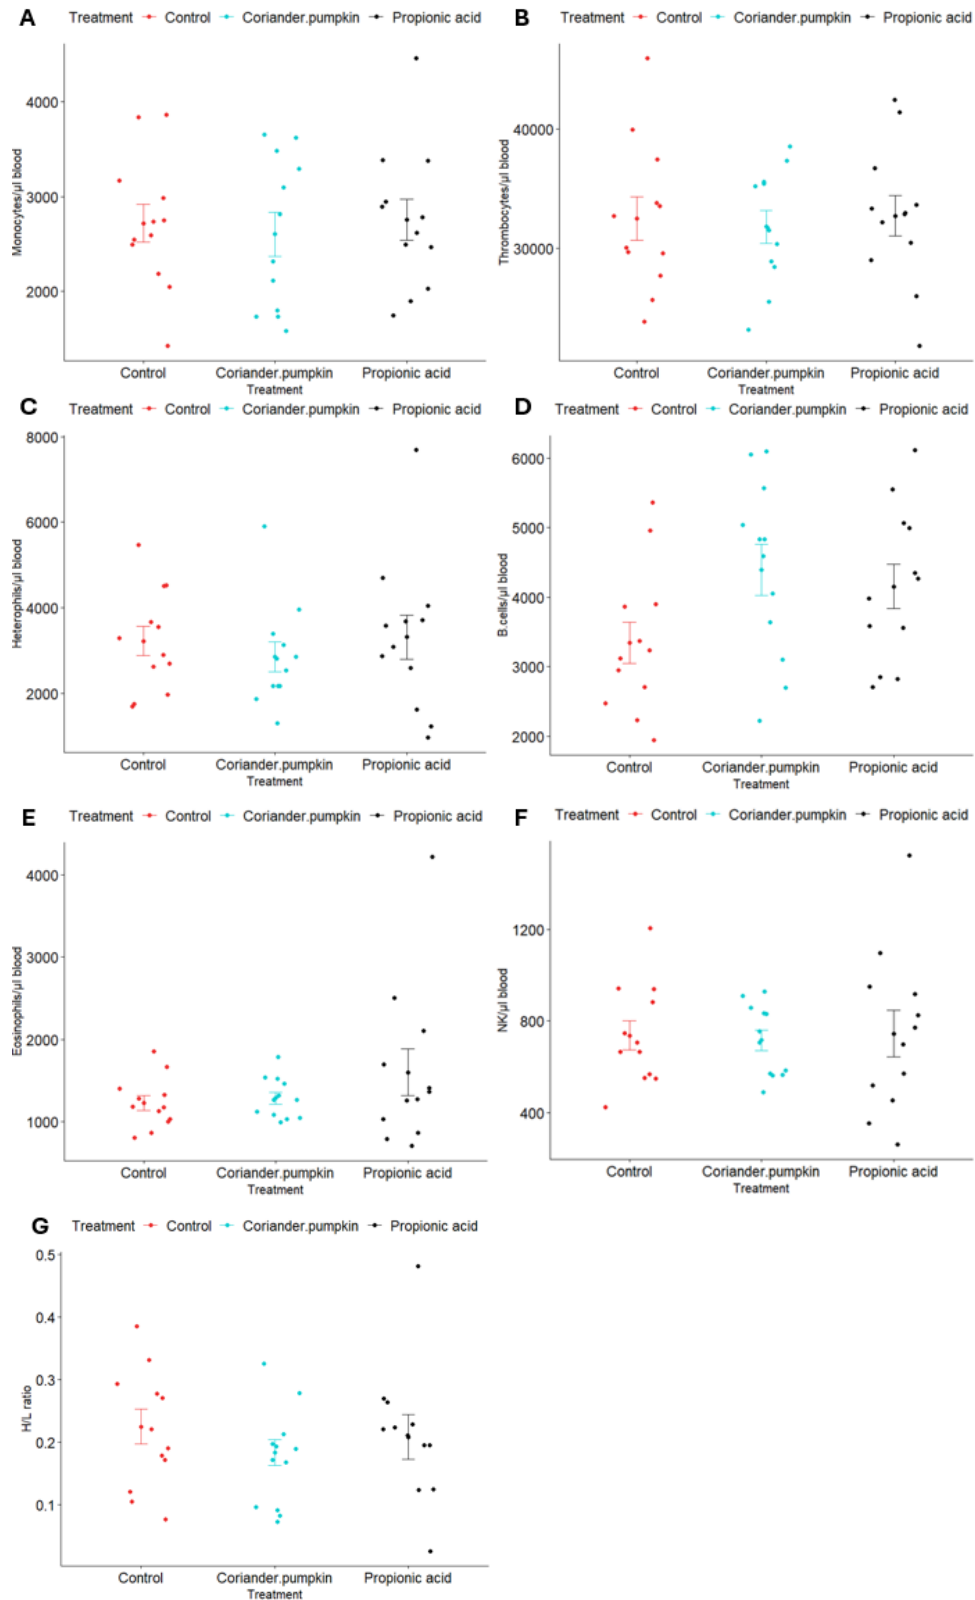 A Treatment Control Coriander.pumpkin Propionic acid
Monocytes/µl blood
4000
3000
2000
Control Coriander.pumpkin Propionic acid
Treatment
B Treatment Control Coriander.pumpkin Propionic acid
Thrombocytes/µl blood
40000
30000
Control Coriander.pumpkin Propionic acid
Treatment
C Treatment Control Coriander.pumpkin Propionic acid
Heterophils/µl blood
8000
6000
4000
2000
Control Coriander.pumpkin Propionic acid
Treatment
D Treatment Control Coriander.pumpkin Propionic acid
B.cells/µl blood
6000
5000
4000
3000
2000
Control Coriander.pumpkin Propionic acid
Treatment
E Treatment Control Coriander.pumpkin Propionic acid
Eosinophils/µl blood
4000
3000
2000
1000
Control Coriander.pumpkin Propionic acid
Treatment
F Treatment Control Coriander.pumpkin Propionic acid
NK/µl blood
1200
800
400
Control Coriander.pumpkin Propionic acid
Treatment
G Treatment Control Coriander.pumpkin Propionic acid
H/L ratio
0.5
0.4
0.3
0.2
0.1
Control Coriander.pumpkin Propionic acid
Treatment